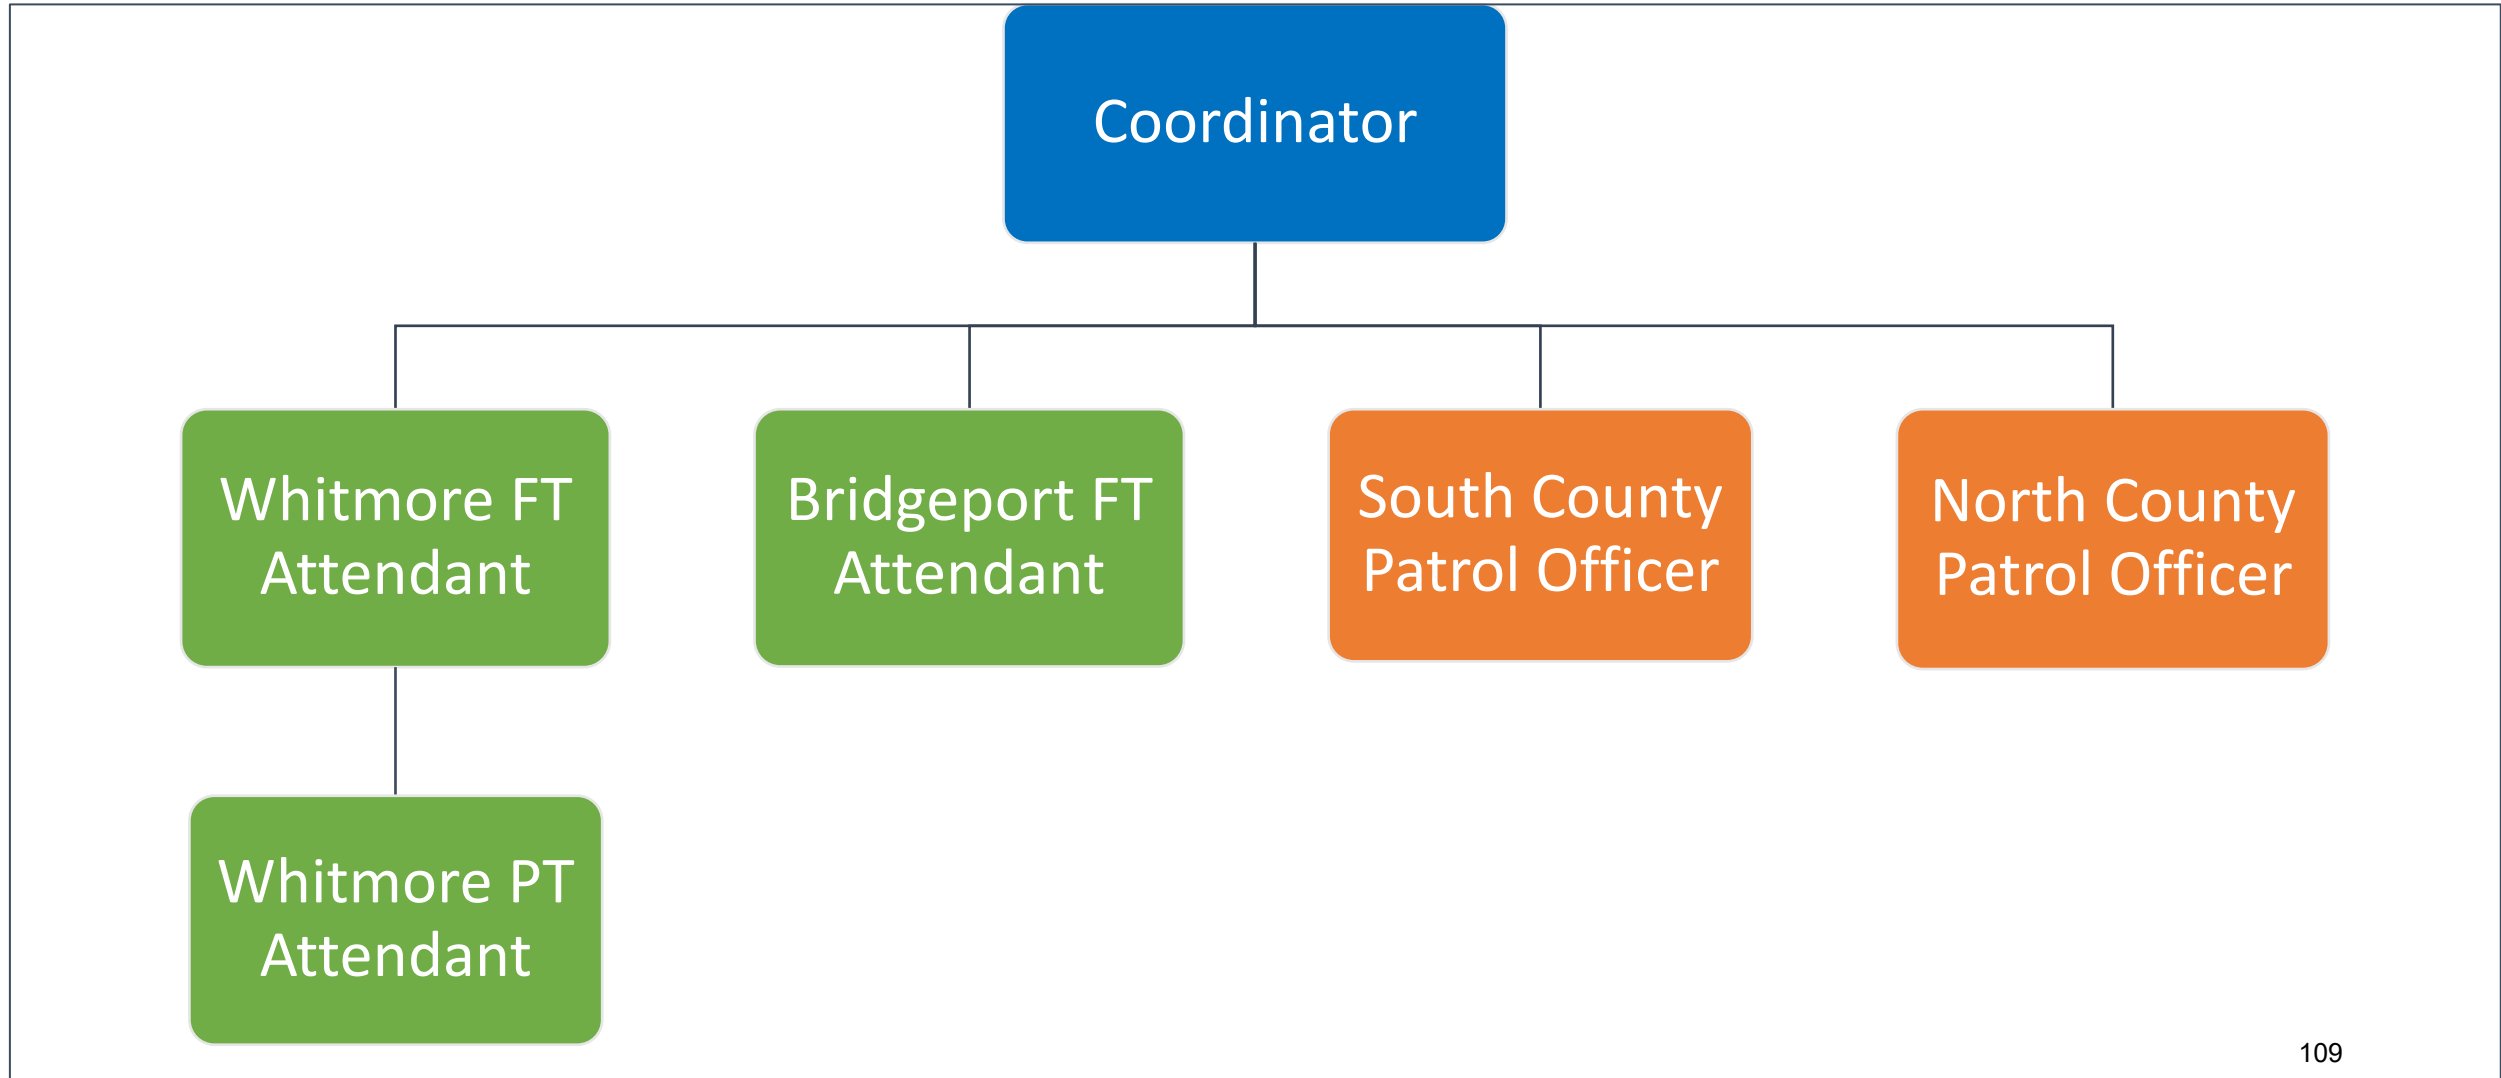 Coordinator
Whitmore FT
Attendant
Bridgeport FT
Attendant
South County
Patrol Officer
North County
Patrol Officer
Whitmore PT
Attendant
109